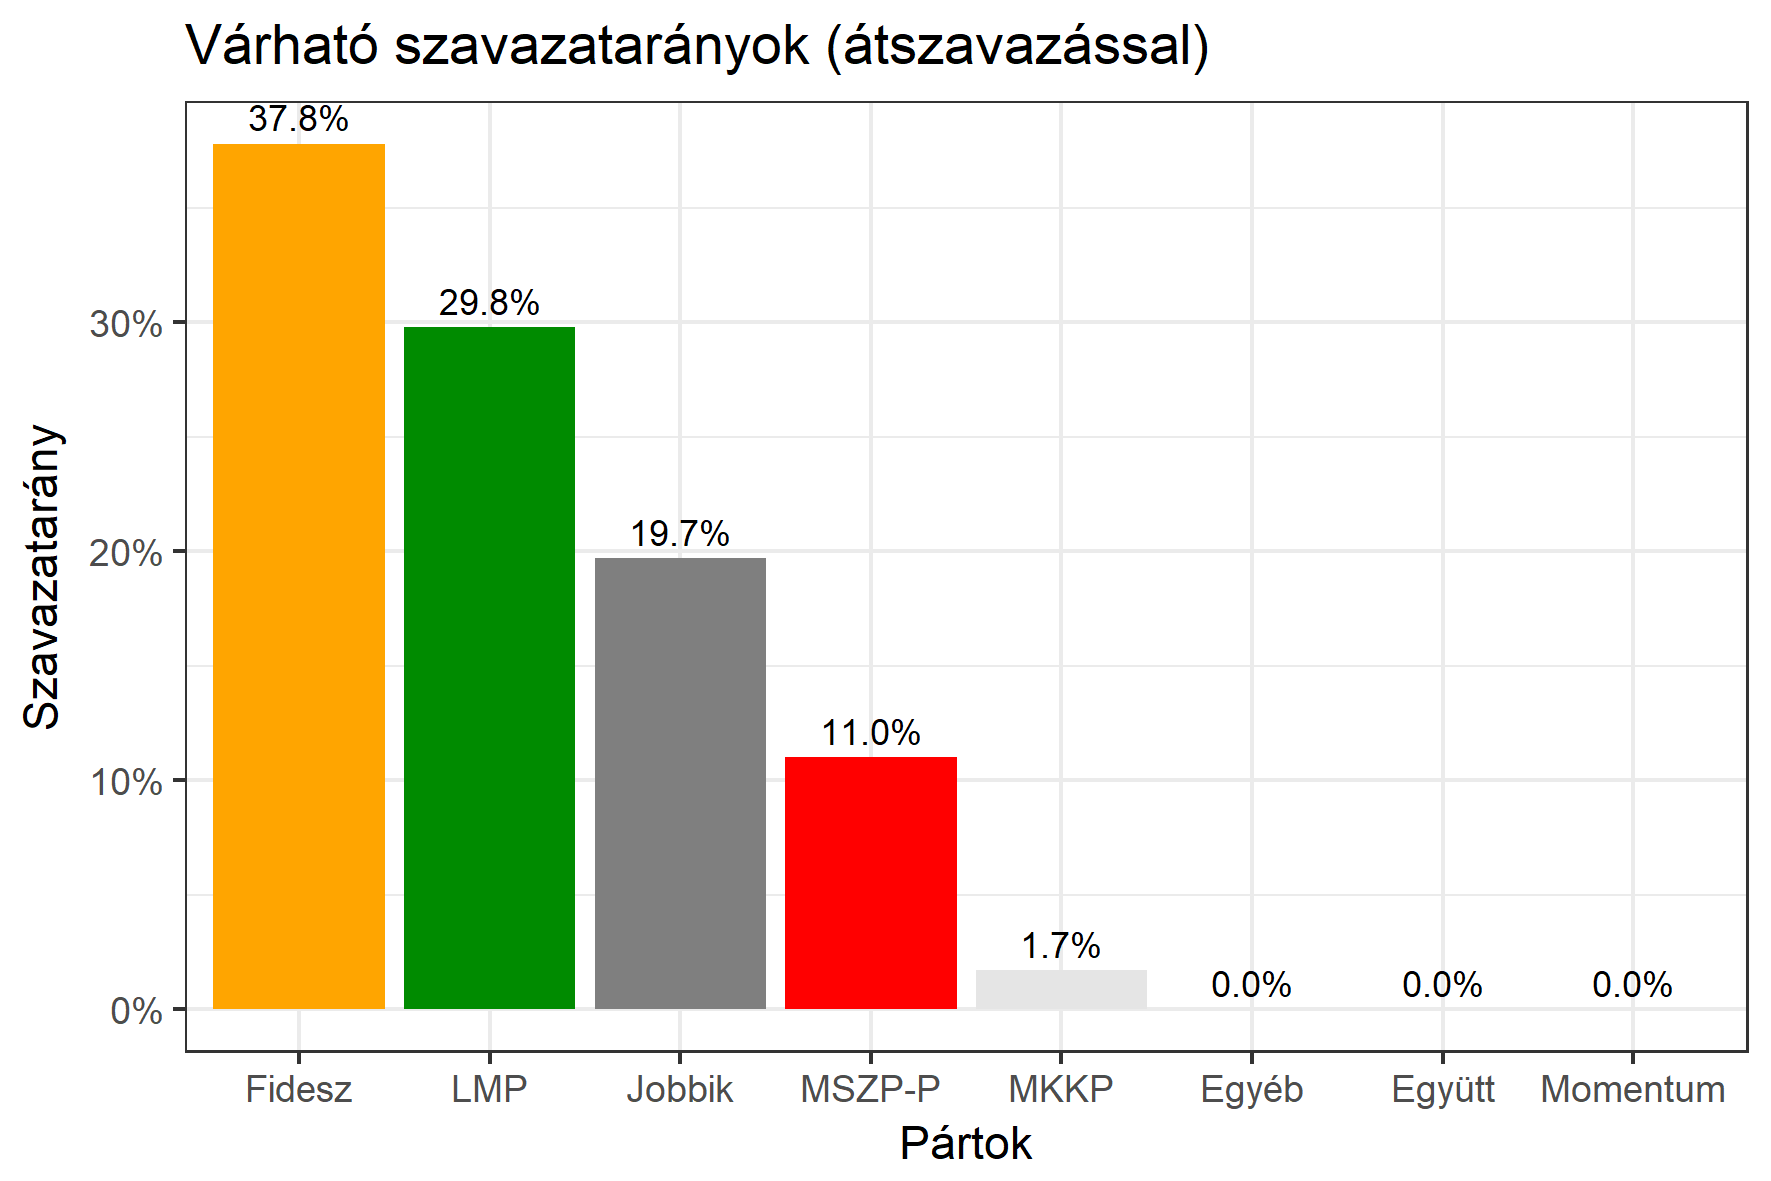 Várható szavazatarányok (átszavazással)
37.8%
29.8%
19.7%
11.0%
1.7%
0.0% 0.0% 0.0%
30%
20%
10%
0%
Szavazatarány
Fidesz LMP Jobbik MSZP-P MKKP Egyéb Együtt Momentum
Pártok